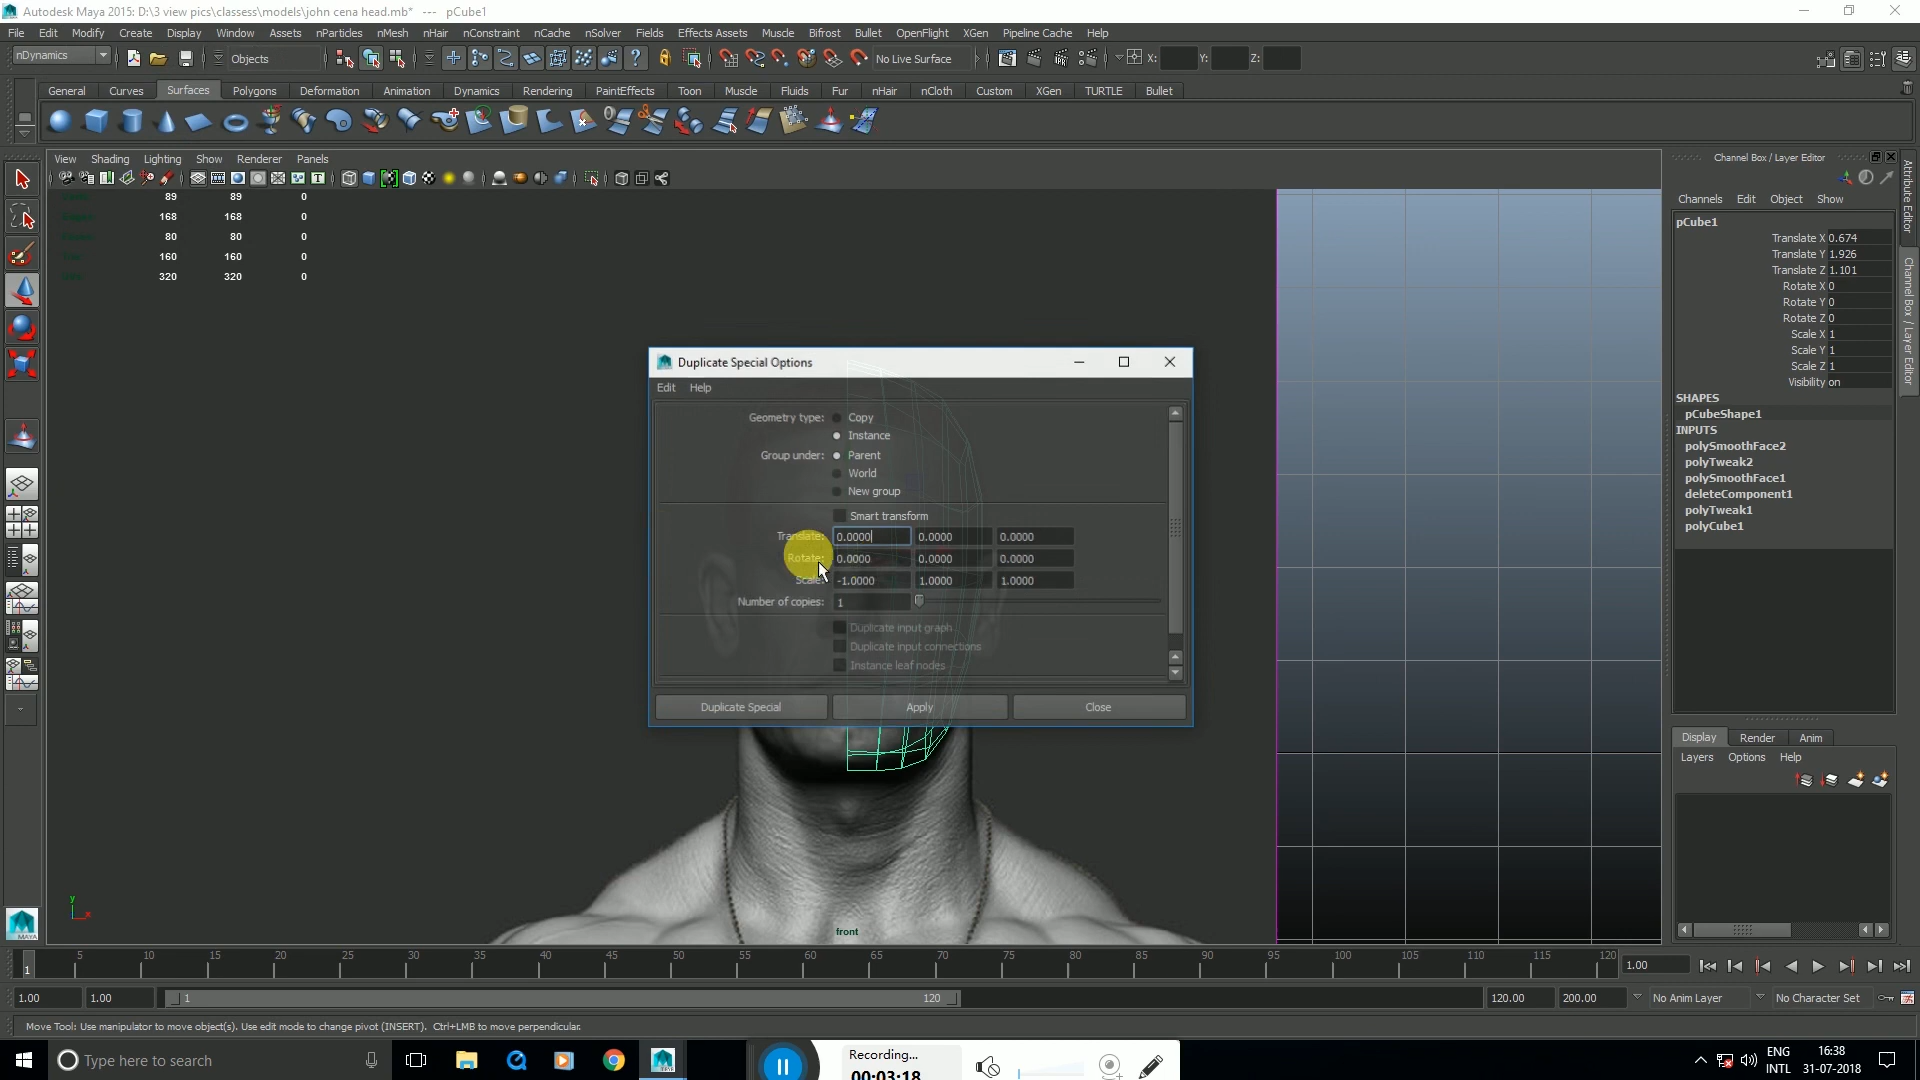 Autodesk Maya 2015: D:\3 view pics\classess\models\john cena head.mb*   ---   pCube1
File Edit Modify Create Display Window Assets nParticles nMesh nHair nConstraint nCache nSolver Fields Effects Assets Muscle Bifrost Bullet OpenFlight XGen Pipeline Cache Help
nDynamics Objects No Live Surface X: Y: Z:
General Curves Surfaces Polygons Deformation Animation Dynamics Rendering PaintEffects Toon Muscle Fluids Fur nHair nCloth Custom XGen TURTLE Bullet
View Shading Lighting Show Renderer Panels
89 89 0
168 168 0
80 80 0
160 160 0
320 320 0
Duplicate Special Options
Edit Help
Geometry type: Copy
Instance
Group under: Parent
World
New group
Smart transform
Translate: 0.0000 0.0000 0.0000
Rotate: 0.0000 0.0000 0.0000
Scale: -1.0000 1.0000 1.0000
Number of copies: 1
Duplicate input graph
Duplicate input connections
Instance leaf nodes
Duplicate Special Apply Close
front
y
x
Channel Box / Layer Editor
Channels Edit Object Show
pCube1
Translate X 0.674
Translate Y 1.926
Translate Z 1.101
Rotate X 0
Rotate Y 0
Rotate Z 0
Scale X 1
Scale Y 1
Scale Z 1
Visibility on
SHAPES
pCubeShape1
INPUTS
polySmoothFace2
polyTweak2
polySmoothFace1
deleteComponent1
polyTweak1
polyCube1
Attribute Editor
Channel Box / Layer Editor
Display Render Anim
Layers Options Help
MAYA
1 5 10 15 20 25 30 35 40 45 50 55 60 65 70 75 80 85 90 95 100 105 110 115 120 1.00
1.00 1.00 1 120 120.00 200.00 No Anim Layer No Character Set
Move Tool: Use manipulator to move object(s). Use edit mode to change pivot (INSERT). Ctrl+LMB to move perpendicular.
Type here to search
Recording...
00:03:18
ENG
INTL
16:38
31-07-2018